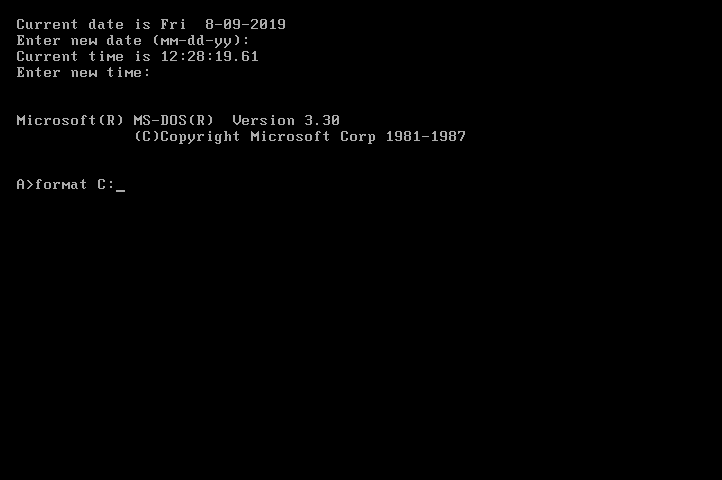 Current date is Fri  8-09-2019
Enter new date (mm-dd-yy):
Current time is 12:28:19.61
Enter new time:
Microsoft(R) MS-DOS(R)  Version 3.30
(C)Copyright Microsoft Corp 1981-1987
A>format C:_